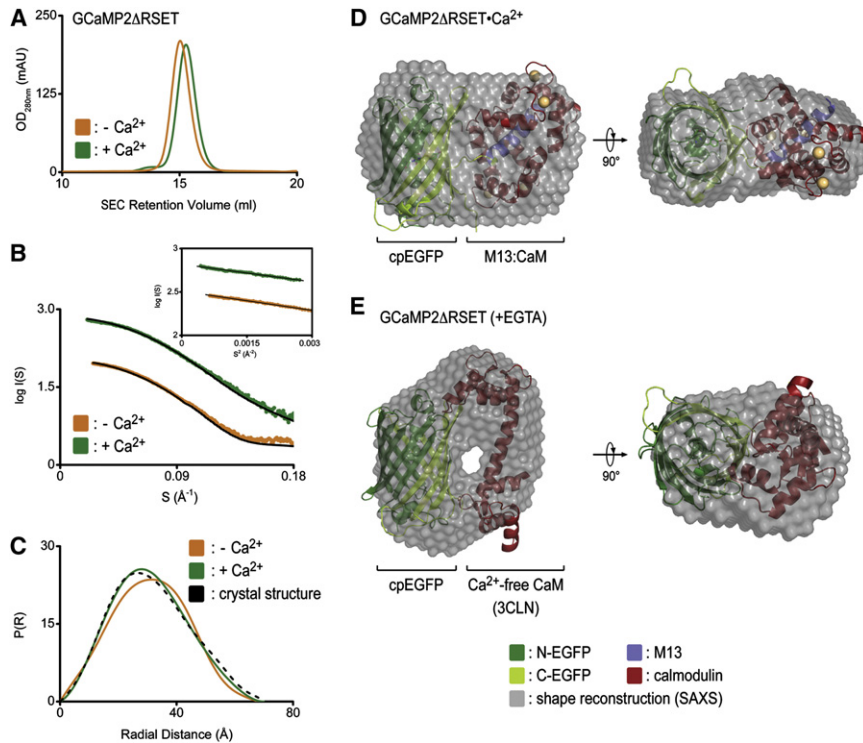 A
GCaMP2ΔRSET
OD280nm (mAU)
250
125
0
10
15
20
: - Ca2+
: + Ca2+
SEC Retention Volume (ml)
B
log I(S)
3.0
1.5
0
0
0.09
0.18
: - Ca2+
: + Ca2+
S (Å-1)
log I(S)
3
2.5
2
0
0.0015
0.003
S2 (Å-2)
C
P(R)
30
15
0
0
40
80
: - Ca2+
: + Ca2+
: crystal structure
Radial Distance (Å)
D
GCaMP2ΔRSET•Ca2+
90°
cpEGFP
M13:CaM
E
GCaMP2ΔRSET (+EGTA)
90°
cpEGFP
Ca2+-free CaM
(3CLN)
: N-EGFP
: M13
: C-EGFP
: calmodulin
: shape reconstruction (SAXS)